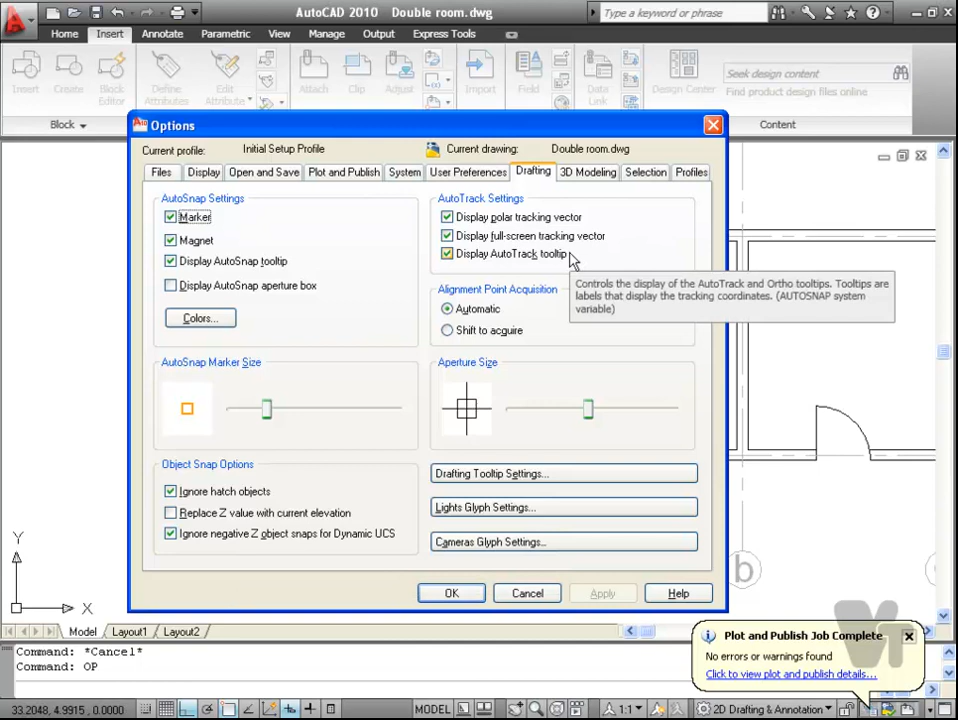 AutoCAD 2010 Double room.dwg
Type a keyword or phrase
Home Insert Annotate Parametric View Manage Output Express Tools
Insert Create Block Editor Define Attributes Edit Attribute Attach Clip Adjust Import Field Data Link Design Center
Seek design content
Find product design files online
Block Content
Options
Current profile: Initial Setup Profile Current drawing: Double room.dwg
Files Display Open and Save Plot and Publish System User Preferences Drafting 3D Modeling Selection Profiles
AutoSnap Settings
Marker
Magnet
Display AutoSnap tooltip
Display AutoSnap aperture box
Colors...
AutoTrack Settings
Display polar tracking vector
Display full-screen tracking vector
Display AutoTrack tooltip
Controls the display of the AutoTrack and Ortho tooltips. Tooltips are
labels that display the tracking coordinates. (AUTOSNAP system
variable)
Alignment Point Acquisition
Automatic
Shift to acquire
AutoSnap Marker Size
Aperture Size
Object Snap Options
Ignore hatch objects
Replace Z value with current elevation
Ignore negative Z object snaps for Dynamic UCS
Drafting Tooltip Settings...
Lights Glyph Settings...
Cameras Glyph Settings...
OK Cancel Apply Help
Y
X
b
Model Layout1 Layout2
Command: *Cancel*
Command: OP
Plot and Publish Job Complete
No errors or warnings found
Click to view plot and publish details...
33.2048, 4.9915, 0.0000
MODEL
1:1
2D Drafting & Annotation